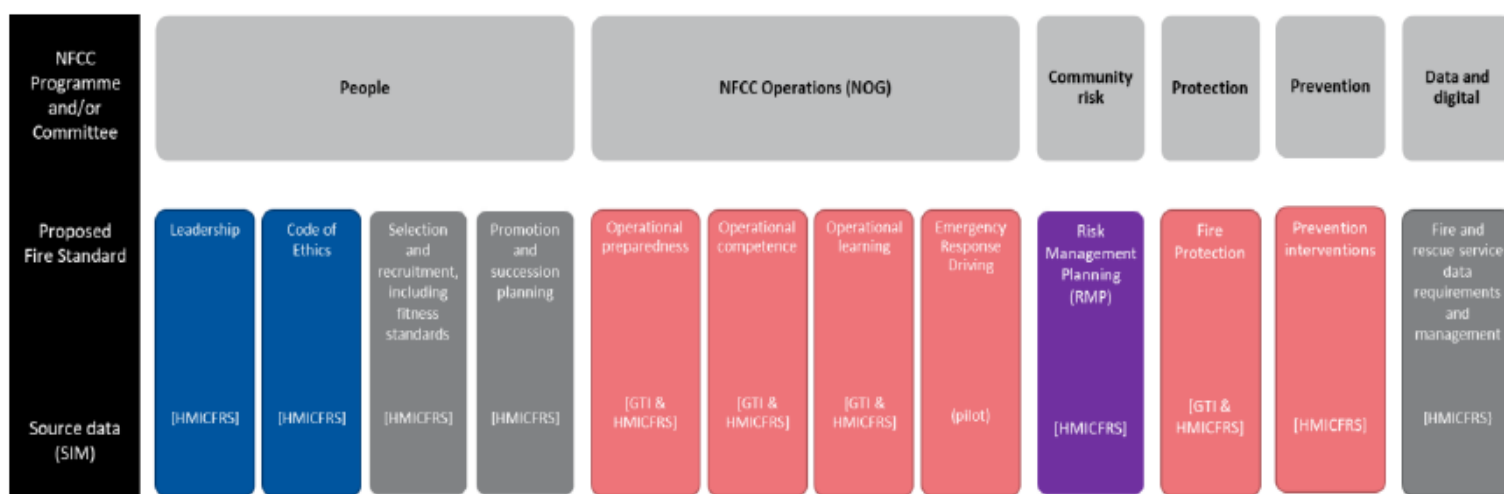 NFCC
Programme
and/or
Committee
People
NFCC Operations (NOG)
Community
risk
Protection
Prevention
Data and
digital
Proposed
Fire Standard
Leadership
Code of
Ethics
Selection
and
recruitment,
including
fitness
standards
Promotion
and
succession
planning
Operational
preparedness
Operational
competence
Operational
learning
Emergency
Response
Driving
Risk
Management
Planning
(RMP)
Fire
Protection
Prevention
interventions
Fire and
rescue service
data
requirements
and
management
Source data
(SIM)
[HMICFRS]
[HMICFRS]
[HMICFRS]
[HMICFRS]
[GTI &
HMICFRS]
[GTI &
HMICFRS]
[GTI &
HMICFRS]
(pilot)
[HMICFRS]
[GTI &
HMICFRS]
[HMICFRS]
[HMICFRS]